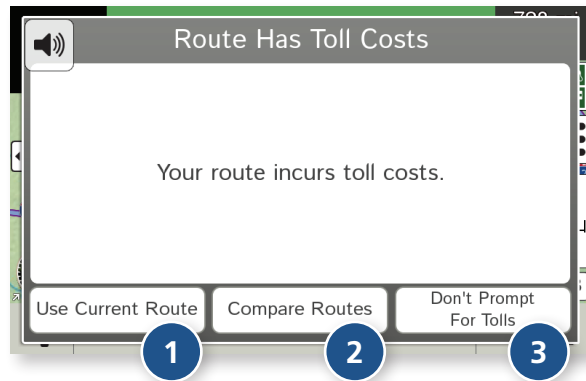 Route Has Toll Costs
Your route incurs toll costs.
Use Current Route
Compare Routes
Don't Prompt
For Tolls
1
2
3